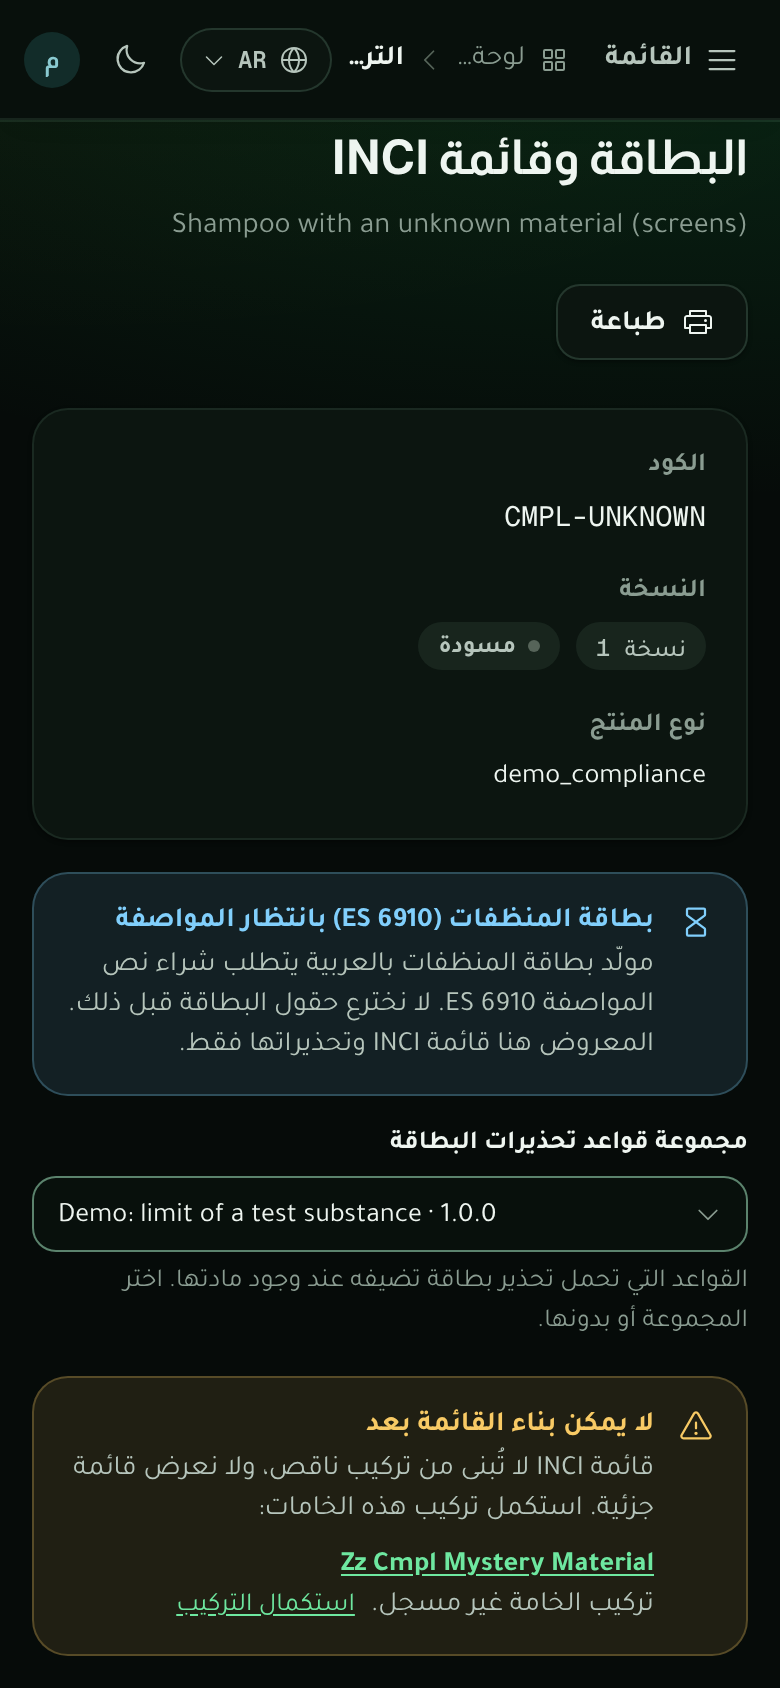 القائمة
لوحة...
التر...
AR
م
البطاقة وقائمة INCI
Shampoo with an unknown material (screens)
طباعة
الكود
CMPL-UNKNOWN
النسخة
نسخة 1
مسودة
نوع المنتج
demo_compliance
بطاقة المنظفات (ES 6910) بانتظار المواصفة
مولّد بطاقة المنظفات بالعربية يتطلب شراء نص
المواصفة ES 6910. لا نخترع حقول البطاقة قبل ذلك.
المعروض هنا قائمة INCI وتحذيراتها فقط.
مجموعة قواعد تحذيرات البطاقة
Demo: limit of a test substance · 1.0.0
القواعد التي تحمل تحذير بطاقة تضيفه عند وجود مادتها. اختر
المجموعة أو بدونها.
لا يمكن بناء القائمة بعد
قائمة INCI لا تُبنى من تركيب ناقص، ولا نعرض قائمة
جزئية. استكمل تركيب هذه الخامات:
Zz Cmpl Mystery Material
تركيب الخامة غير مسجل. استكمال التركيب